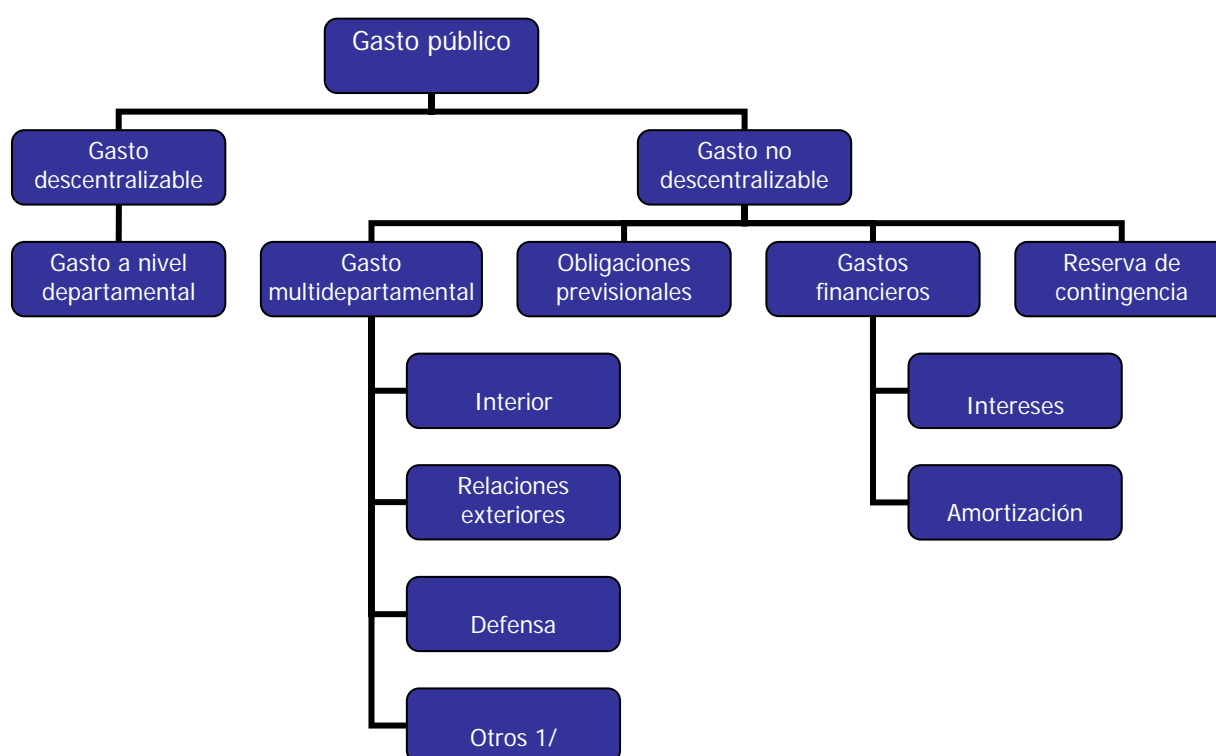 Gasto público
Gasto
descentralizable
Gasto no
descentralizable
Gasto a nivel
departamental
Gasto
multidepartamental
Obligaciones
previsionales
Gastos
financieros
Reserva de
contingencia
Interior
Intereses
Relaciones
exteriores
Amortización
Defensa
Otros 1/